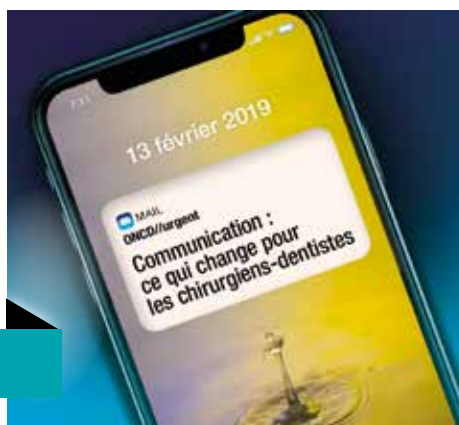 13 février 2019
MAIL
ONCD//urgent
Communication :
ce qui change pour
les chirurgiens-dentistes